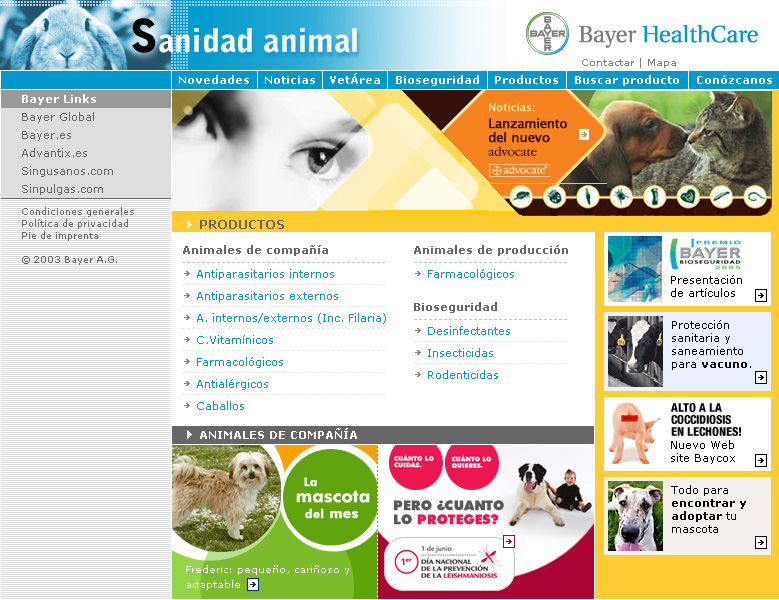 Sanidad animal
BAYER
BAYER
Bayer HealthCare
Contactar | Mapa
Novedades
Noticias
VetÁrea
Bioseguridad
Productos
Buscar producto
Conózcanos
Bayer Links
Bayer Global
Bayer.es
Advantix.es
Singusanos.com
Sinpulgas.com
Condiciones generales
Política de privacidad
Pie de imprenta
© 2003 Bayer A.G.
Noticias:
Lanzamiento
del nuevo
advocate
advocate
PRODUCTOS
Animales de compañía
Antiparasitarios internos
Antiparasitarios externos
A. internos/externos (Inc. Filaria)
C.Vitamínicos
Farmacológicos
Antialérgicos
Caballos
Animales de producción
Farmacológicos
Bioseguridad
Desinfectantes
Insecticidas
Rodenticidas
I PREMIO
BAYER
BIOSEGURIDAD
2005
Presentación
de artículos
Protección
sanitaria y
saneamiento
para vacuno.
ALTO A LA
COCCIDIOSIS
EN LECHONES!
Nuevo Web
site Baycox
Todo para
encontrar y
adoptar tu
mascota
ANIMALES DE COMPAÑÍA
La
mascota
del mes
Frederic: pequeño, cariñoso y
adaptable
CUÁNTO LO
CUIDAS.
CUÁNTO LO
QUIERES.
PERO ¿CUANTO
LO PROTEGES?
1 de junio
1er
DÍA NACIONAL
DE LA PREVENCIÓN
DE LA LEISHMANIOSIS